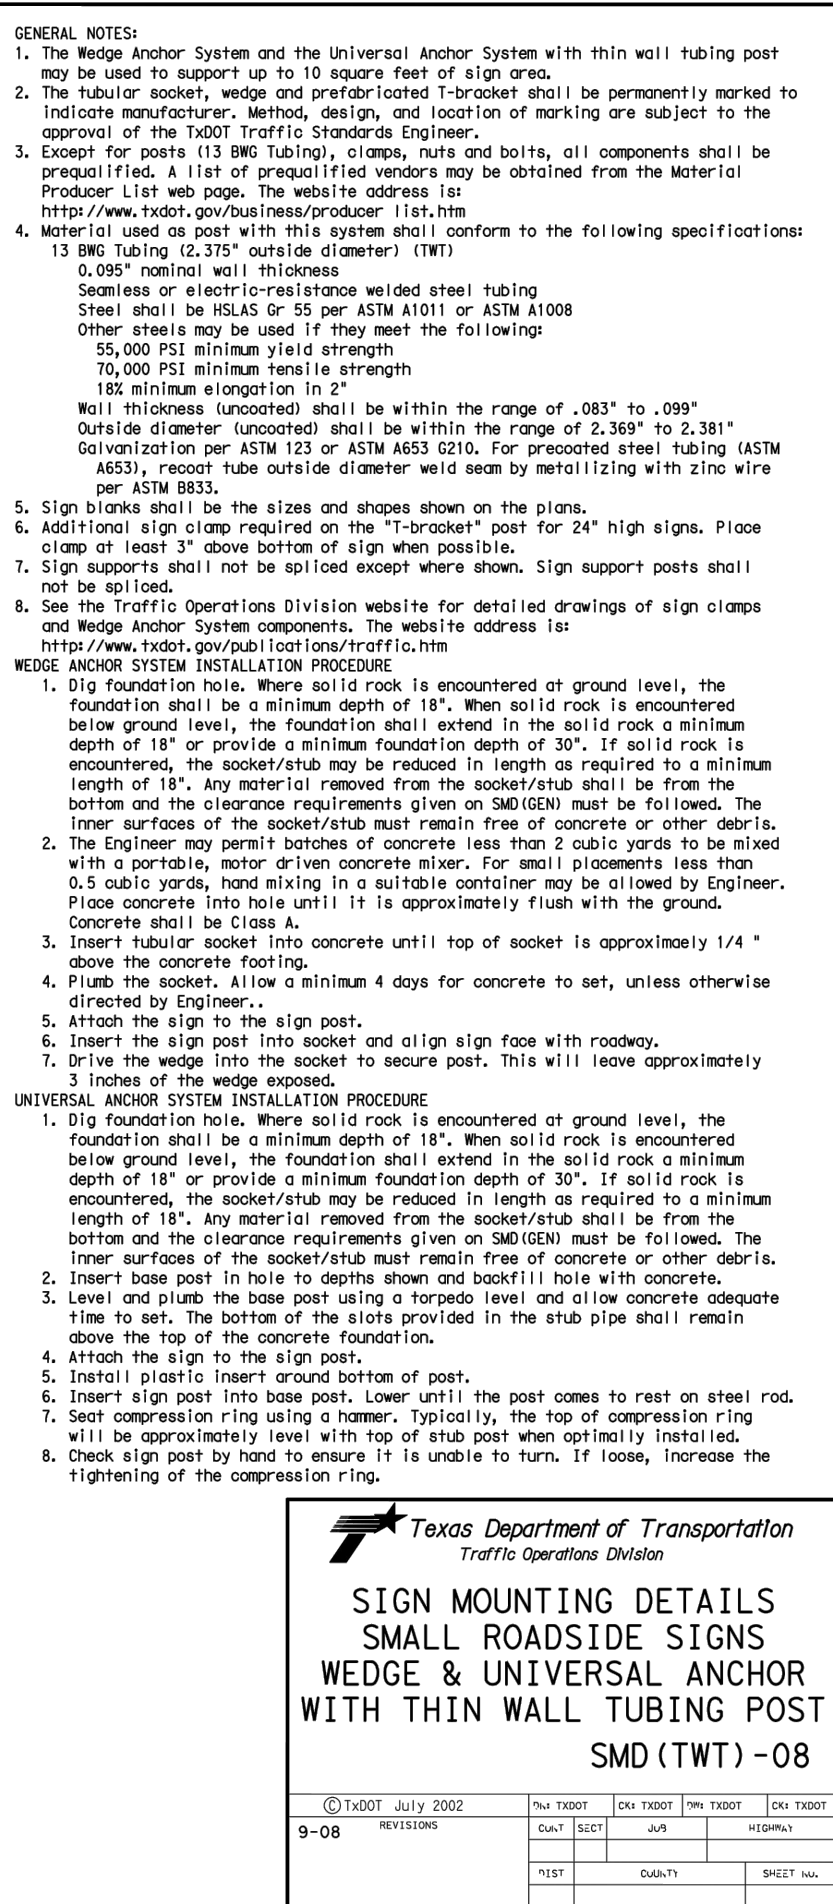 GENERAL NOTES:
1. The Wedge Anchor System and the Universal Anchor System with thin wall tubing post
may be used to support up to 10 square feet of sign area.
2. The tubular socket, wedge and prefabricated T-bracket shall be permanently marked to
indicate manufacturer. Method, design, and location of marking are subject to the
approval of the TxDOT Traffic Standards Engineer.
3. Except for posts (13 BWG Tubing), clamps, nuts and bolts, all components shall be
prequalified. A list of prequalified vendors may be obtained from the Material
Producer List web page. The website address is:
http://www.txdot.gov/business/producer list.htm
4. Material used as post with this system shall conform to the following specifications:
13 BWG Tubing (2.375" outside diameter) (TWT)
0.095" nominal wall thickness
Seamless or electric-resistance welded steel tubing
Steel shall be HSLAS Gr 55 per ASTM A1011 or ASTM A1008
Other steels may be used if they meet the following:
55,000 PSI minimum yield strength
70,000 PSI minimum tensile strength
18% minimum elongation in 2"
Wall thickness (uncoated) shall be within the range of .083" to .099"
Outside diameter (uncoated) shall be within the range of 2.369" to 2.381"
Galvanization per ASTM 123 or ASTM A653 G210. For precoated steel tubing (ASTM
A653), recoat tube outside diameter weld seam by metallizing with zinc wire
per ASTM B833.
5. Sign blanks shall be the sizes and shapes shown on the plans.
6. Additional sign clamp required on the "T-bracket" post for 24" high signs. Place
clamp at least 3" above bottom of sign when possible.
7. Sign supports shall not be spliced except where shown. Sign support posts shall
not be spliced.
8. See the Traffic Operations Division website for detailed drawings of sign clamps
and Wedge Anchor System components. The website address is:
http://www.txdot.gov/publications/traffic.htm
WEDGE ANCHOR SYSTEM INSTALLATION PROCEDURE
1. Dig foundation hole. Where solid rock is encountered at ground level, the
foundation shall be a minimum depth of 18". When solid rock is encountered
below ground level, the foundation shall extend in the solid rock a minimum
depth of 18" or provide a minimum foundation depth of 30". If solid rock is
encountered, the socket/stub may be reduced in length as required to a minimum
length of 18". Any material removed from the socket/stub shall be from the
bottom and the clearance requirements given on SMD(GEN) must be followed. The
inner surfaces of the socket/stub must remain free of concrete or other debris.
2. The Engineer may permit batches of concrete less than 2 cubic yards to be mixed
with a portable, motor driven concrete mixer. For small placements less than
0.5 cubic yards, hand mixing in a suitable container may be allowed by Engineer.
Place concrete into hole until it is approximately flush with the ground.
Concrete shall be Class A.
3. Insert tubular socket into concrete until top of socket is approximaely 1/4 "
above the concrete footing.
4. Plumb the socket. Allow a minimum 4 days for concrete to set, unless otherwise
directed by Engineer..
5. Attach the sign to the sign post.
6. Insert the sign post into socket and align sign face with roadway.
7. Drive the wedge into the socket to secure post. This will leave approximately
3 inches of the wedge exposed.
UNIVERSAL ANCHOR SYSTEM INSTALLATION PROCEDURE
1. Dig foundation hole. Where solid rock is encountered at ground level, the
foundation shall be a minimum depth of 18". When solid rock is encountered
below ground level, the foundation shall extend in the solid rock a minimum
depth of 18" or provide a minimum foundation depth of 30". If solid rock is
encountered, the socket/stub may be reduced in length as required to a minimum
length of 18". Any material removed from the socket/stub shall be from the
bottom and the clearance requirements given on SMD(GEN) must be followed. The
inner surfaces of the socket/stub must remain free of concrete or other debris.
2. Insert base post in hole to depths shown and backfill hole with concrete.
3. Level and plumb the base post using a torpedo level and allow concrete adequate
time to set. The bottom of the slots provided in the stub pipe shall remain
above the top of the concrete foundation.
4. Attach the sign to the sign post.
5. Install plastic insert around bottom of post.
6. Insert sign post into base post. Lower until the post comes to rest on steel rod.
7. Seat compression ring using a hammer. Typically, the top of compression ring
will be approximately level with top of stub post when optimally installed.
8. Check sign post by hand to ensure it is unable to turn. If loose, increase the
tightening of the compression ring.
Texas Department of Transportation
Traffic Operations Division
SIGN MOUNTING DETAILS
SMALL ROADSIDE SIGNS
WEDGE & UNIVERSAL ANCHOR
WITH THIN WALL TUBING POST
SMD(TWT)-08
© TxDOT July 2002 DN: TXDOT CK: TXDOT DW: TXDOT CK: TXDOT
9-08 REVISIONS CONT SECT JOB HIGHWAY
DIST COUNTY SHEET NO.